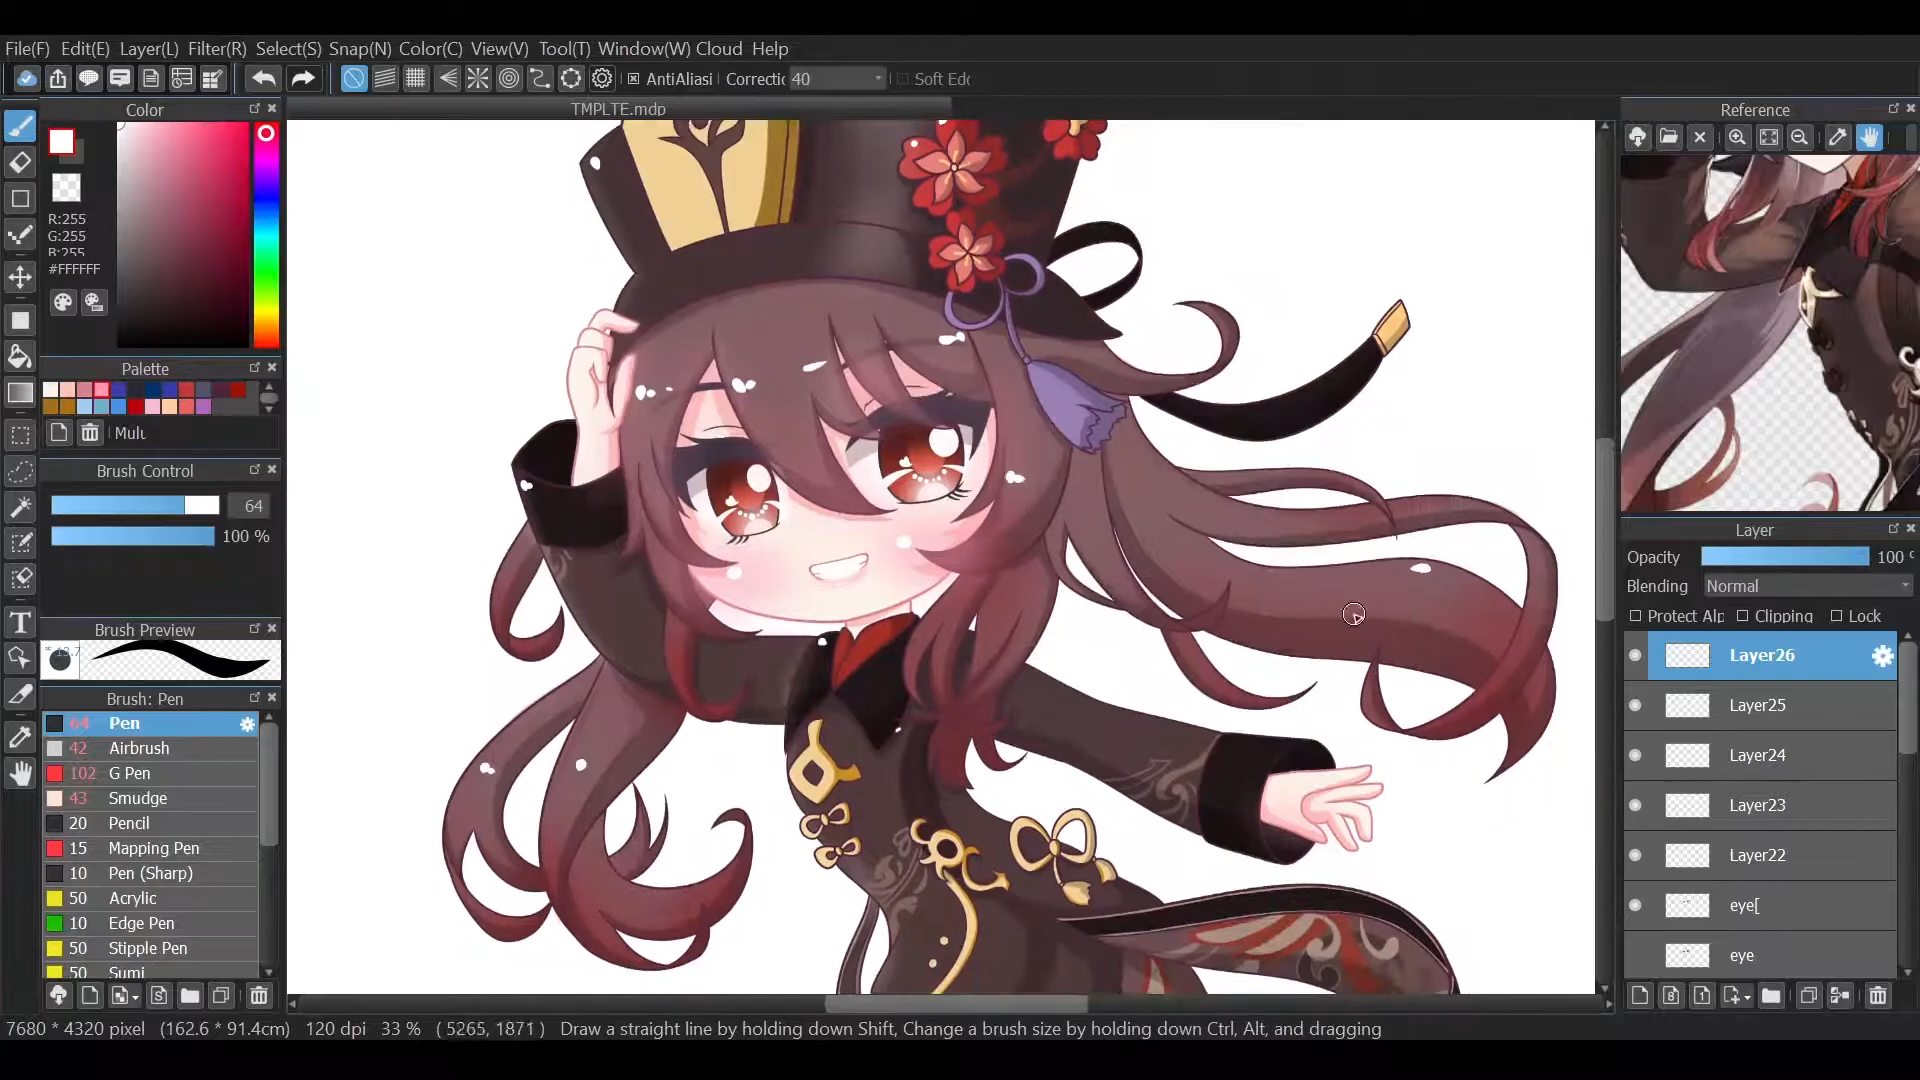 File(F) Edit(E) Layer(L) Filter(R) Select(S) Snap(N) Color(C) View(V) Tool(T) Window(W) Cloud Help
AntiAliasi Correctic 40 Soft Edc
Color
TMPLTE.mdp
Reference
R:255
G:255
B:255
#FFFFFF
Palette
Mult
Brush Control
64
100 %
Brush Preview
Brush: Pen
64 Pen
42 Airbrush
102 G Pen
43 Smudge
20 Pencil
15 Mapping Pen
10 Pen (Sharp)
50 Acrylic
10 Edge Pen
50 Stipple Pen
50 Sumi
Layer
Opacity 100
Blending Normal
Protect Alp Clipping Lock
Layer26
Layer25
Layer24
Layer23
Layer22
eye[
eye
7680 * 4320 pixel (162.6 * 91.4cm) 120 dpi 33 % ( 5265, 1871 ) Draw a straight line by holding down Shift, Change a brush size by holding down Ctrl, Alt, and dragging